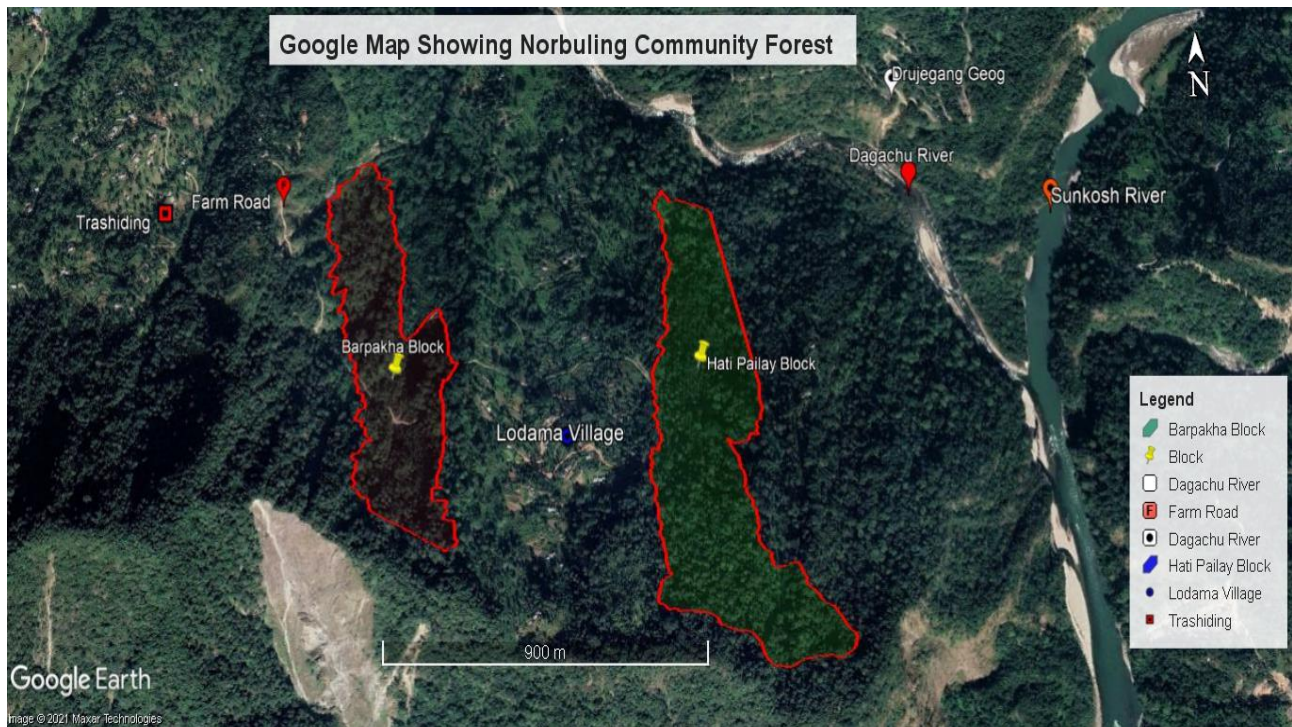 Google Map Showing Norbuling Community Forest
Drujegang Geog
N
Dagachu River
Farm Road
Sunkosh River
Trashiding
Barpakha Block
Hati Pailay Block
Lodama Village
Legend
Barpakha Block
Block
Dagachu River
F Farm Road
Dagachu River
Hati Pailay Block
Lodama Village
Trashiding
900 m
Google Earth
Image © 2021 Maxar Technologies